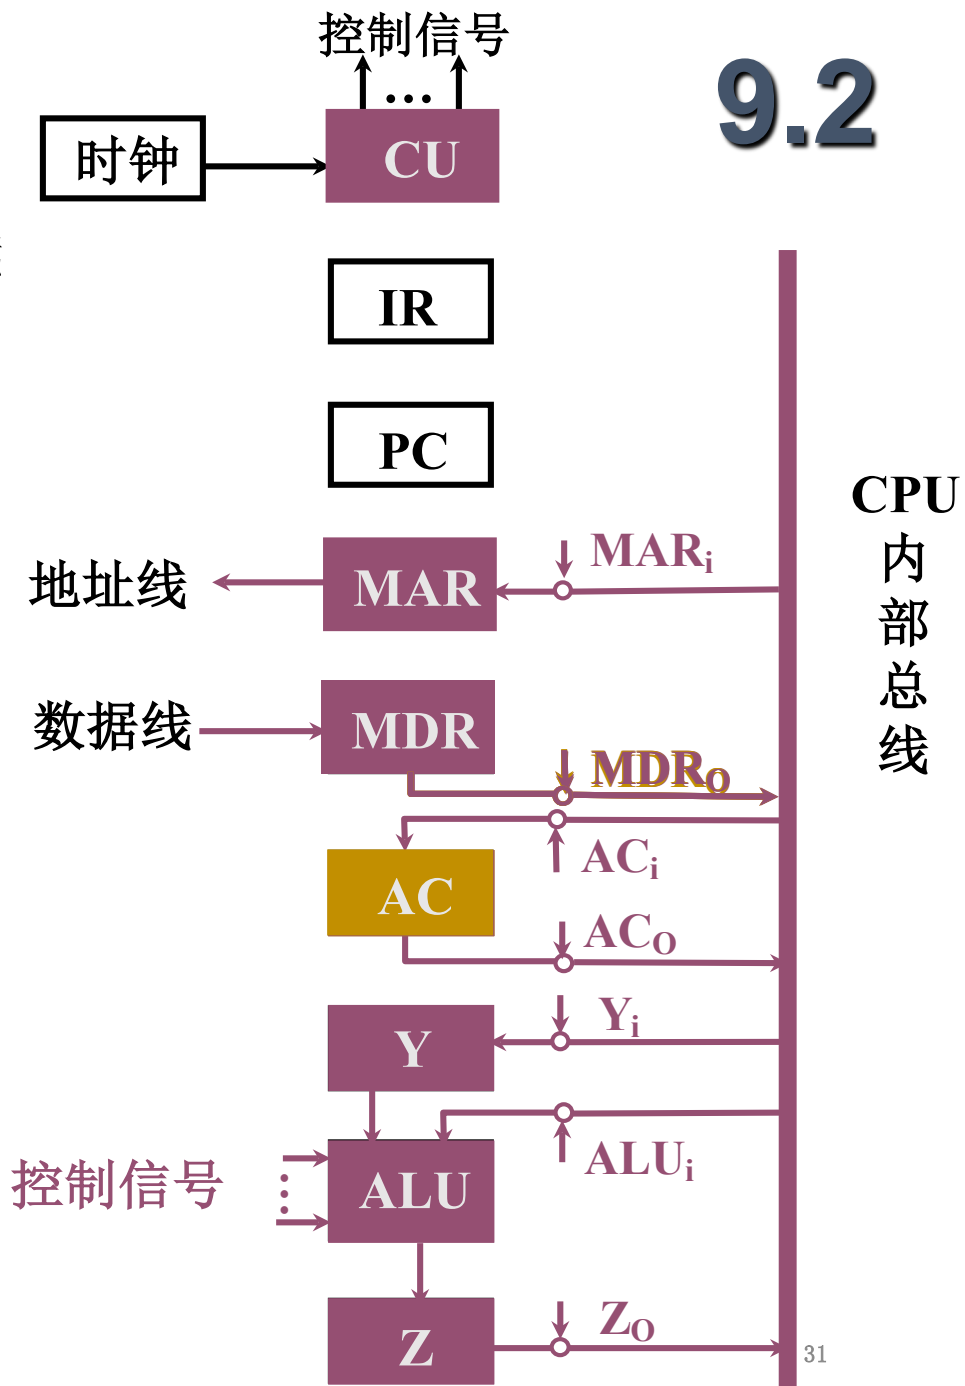 控制信号
9.2
…
时钟
CU
IR
PC
CPU
内
部
总
线
MARi
地址线
MAR
数据线
MDR
MDRO
ACi
AC
ACO
Yi
Y
ALUi
控制信号
ALU
ZO
Z
31